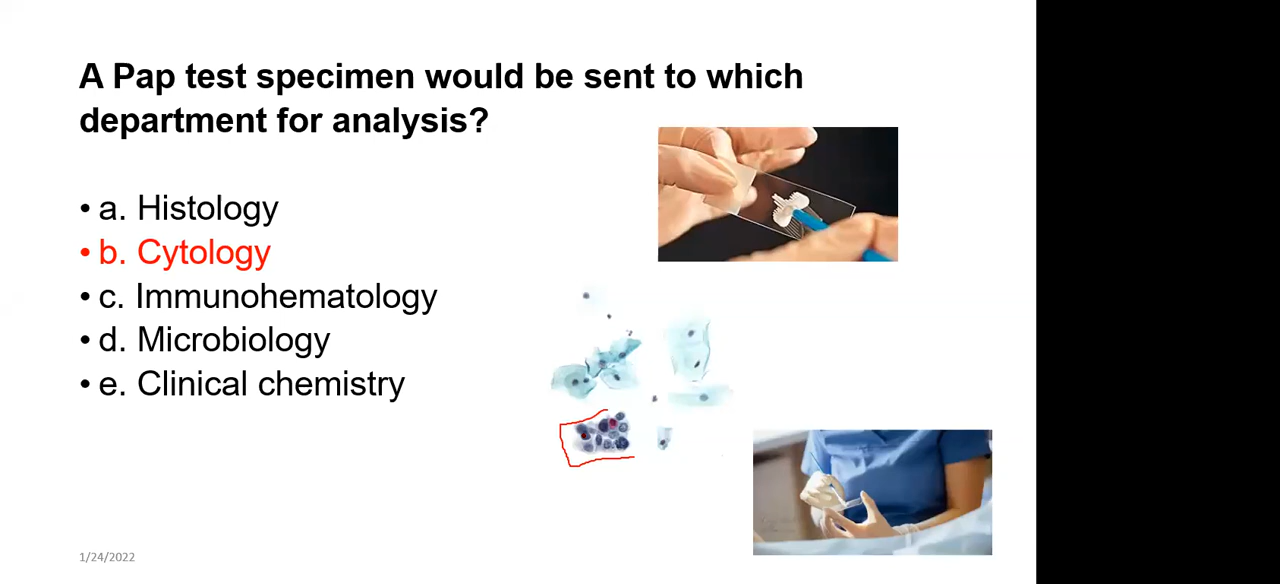 A Pap test specimen would be sent to which
department for analysis?
• a. Histology
• b. Cytology
• c. Immunohematology
• d. Microbiology
• e. Clinical chemistry
1/24/2022